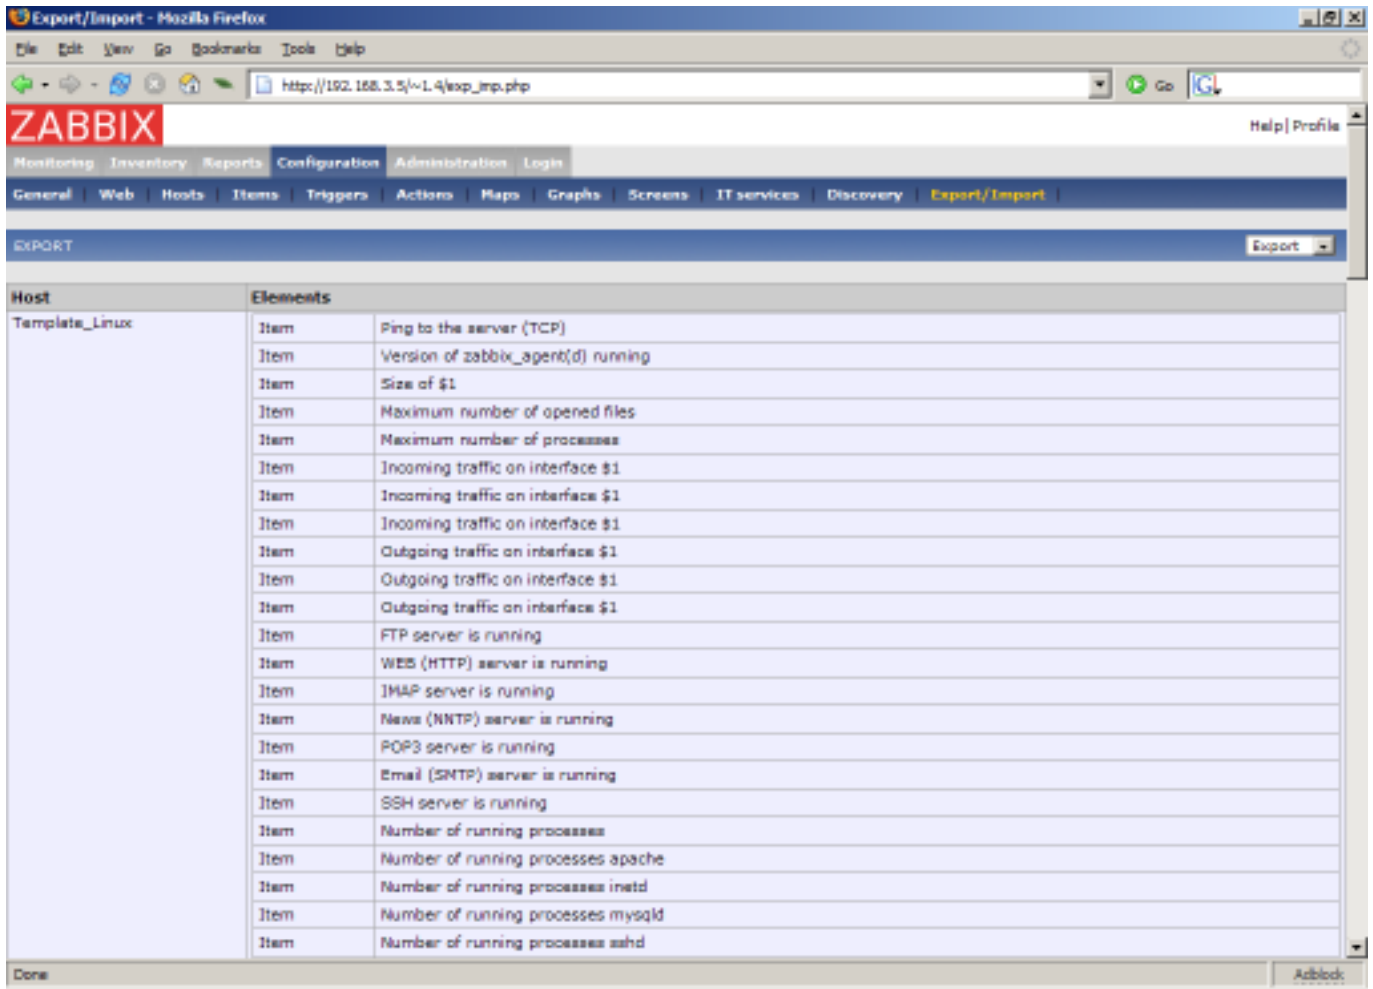 Export/Import - Mozilla Firefox
File Edit View Go Bookmarks Tools Help
http://192.168.3.5/~1.4/exp_imp.php Go G
ZABBIX
Help | Profile
Monitoring Inventory Reports Configuration Administration Login
General | Web | Hosts | Items | Triggers | Actions | Maps | Graphs | Screens | IT services | Discovery | Export/Import |
EXPORT Export
Host Elements
Template_Linux Item Ping to the server (TCP)
Item Version of zabbix_agent(d) running
Item Size of $1
Item Maximum number of opened files
Item Maximum number of processes
Item Incoming traffic on interface $1
Item Incoming traffic on interface $1
Item Incoming traffic on interface $1
Item Outgoing traffic on interface $1
Item Outgoing traffic on interface $1
Item Outgoing traffic on interface $1
Item FTP server is running
Item WEB (HTTP) server is running
Item IMAP server is running
Item News (NNTP) server is running
Item POP3 server is running
Item Email (SMTP) server is running
Item SSH server is running
Item Number of running processes
Item Number of running processes apache
Item Number of running processes inetd
Item Number of running processes mysqld
Item Number of running processes sshd
Done Adblock